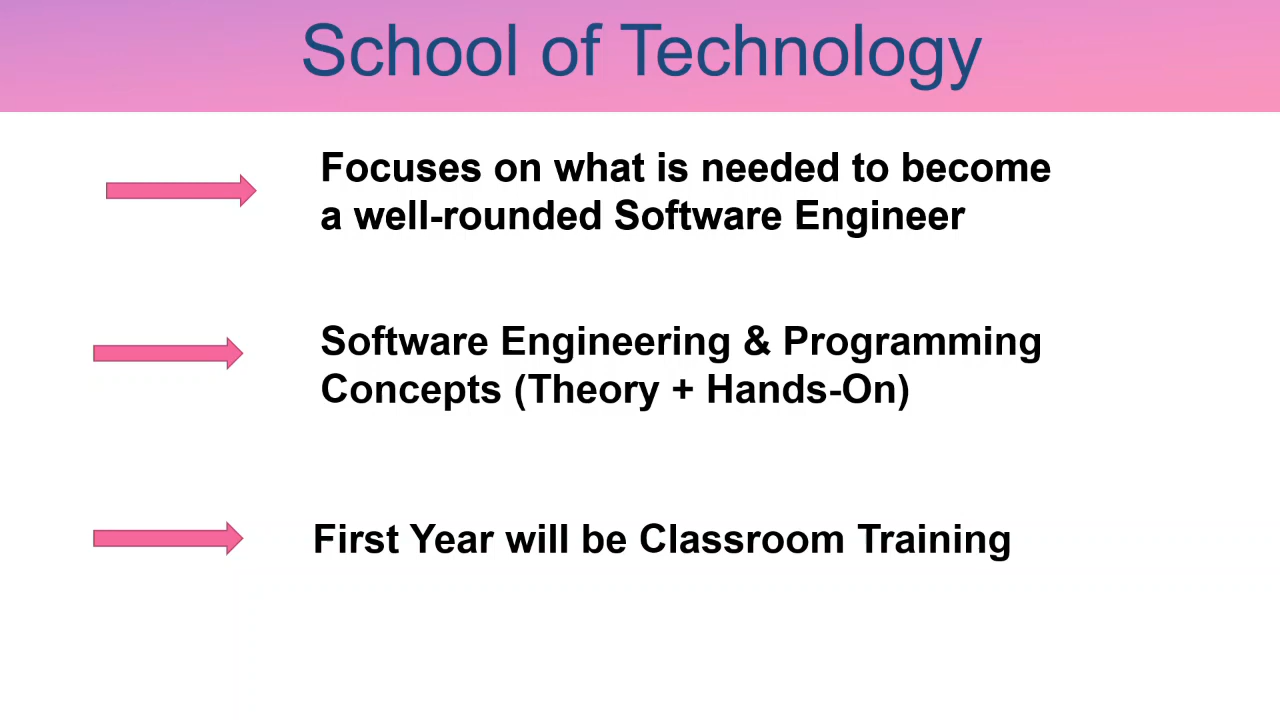 School of Technology
Focuses on what is needed to become
a well-rounded Software Engineer
Software Engineering & Programming
Concepts (Theory + Hands-On)
First Year will be Classroom Training